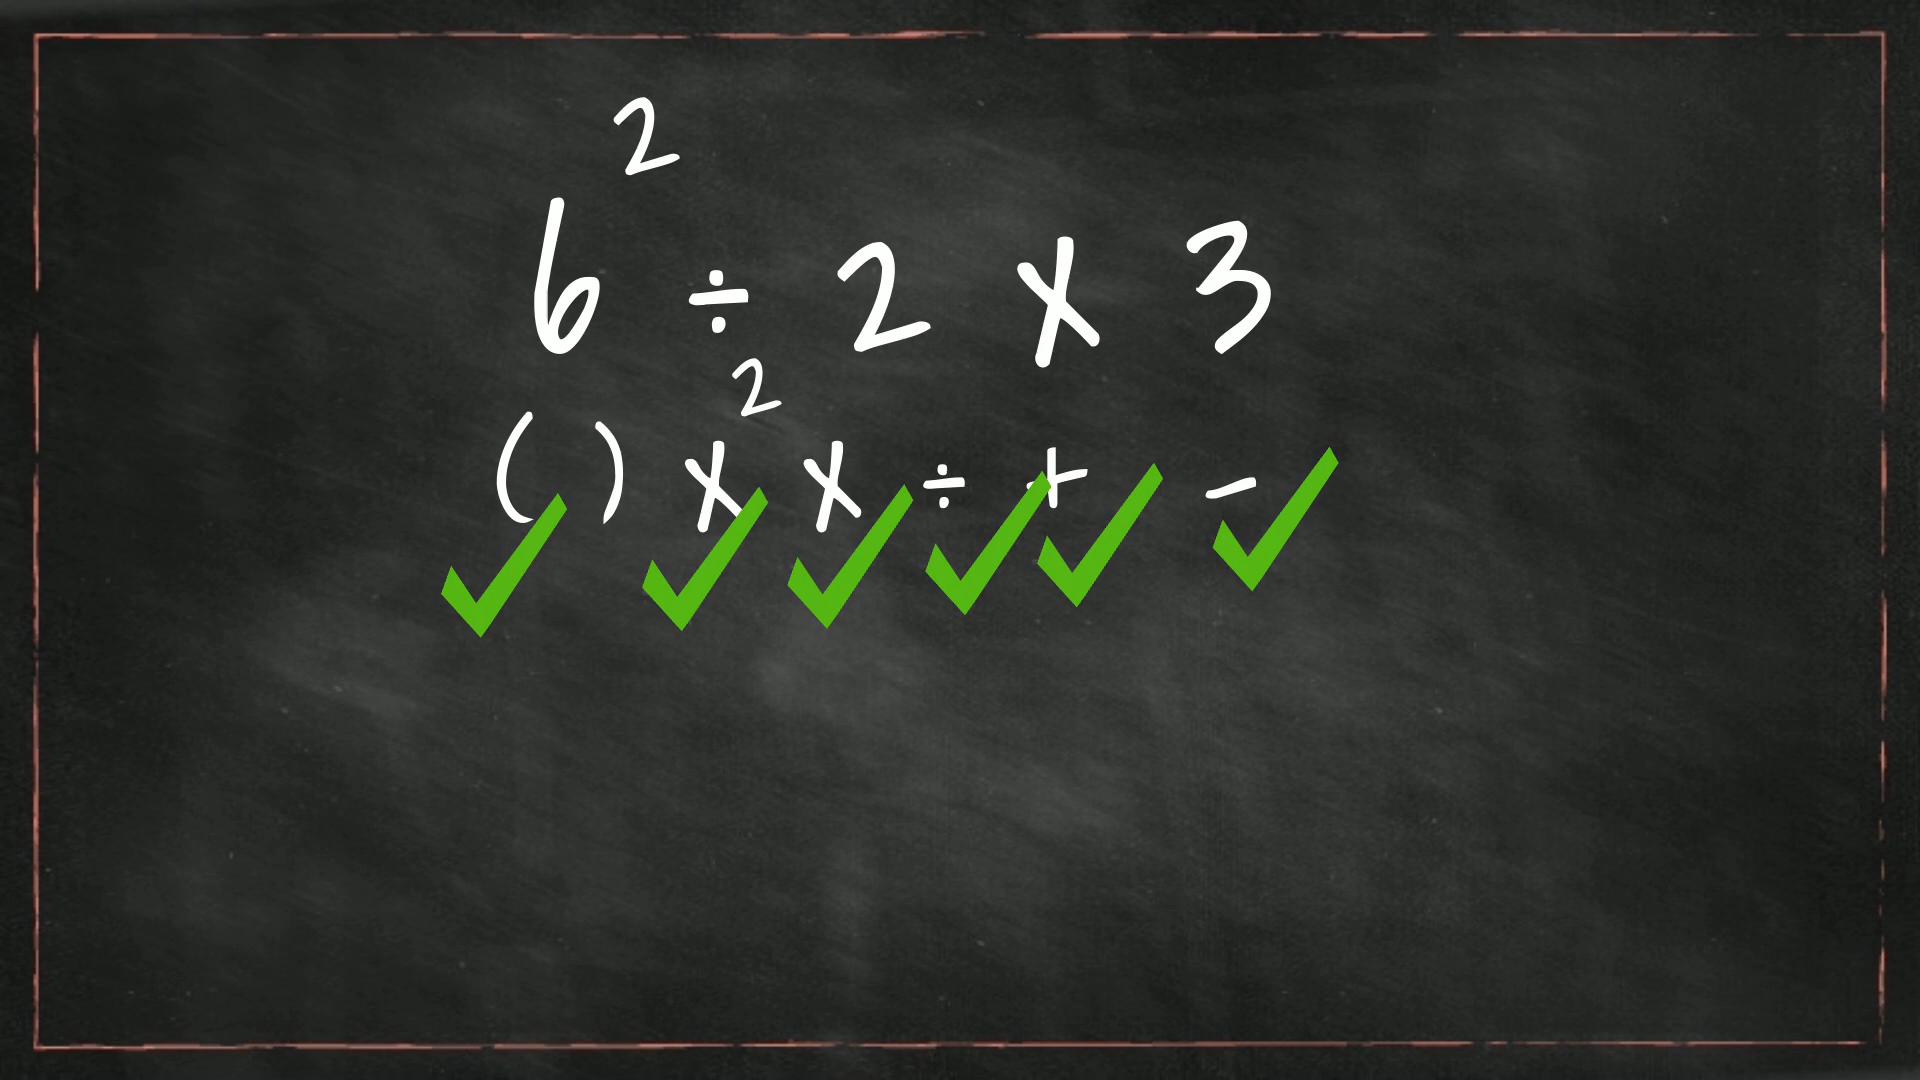 6² ÷ 2 x 3
( ) x² x ÷ + -